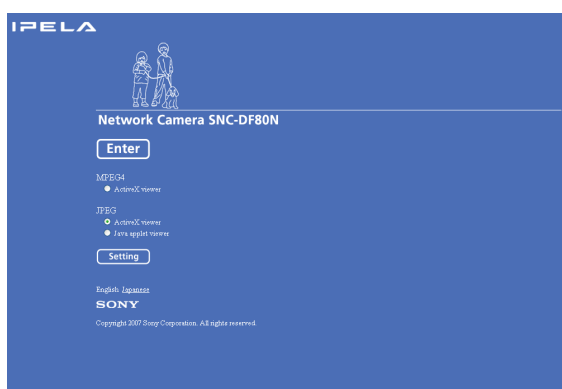 IPELA
Network Camera SNC-DF80N
Enter
MPEG4
ActiveX viewer
JPEG
ActiveX viewer
Java applet viewer
Setting
English Japanese
SONY
Copyright 2007 Sony Corporation. All rights reserved.